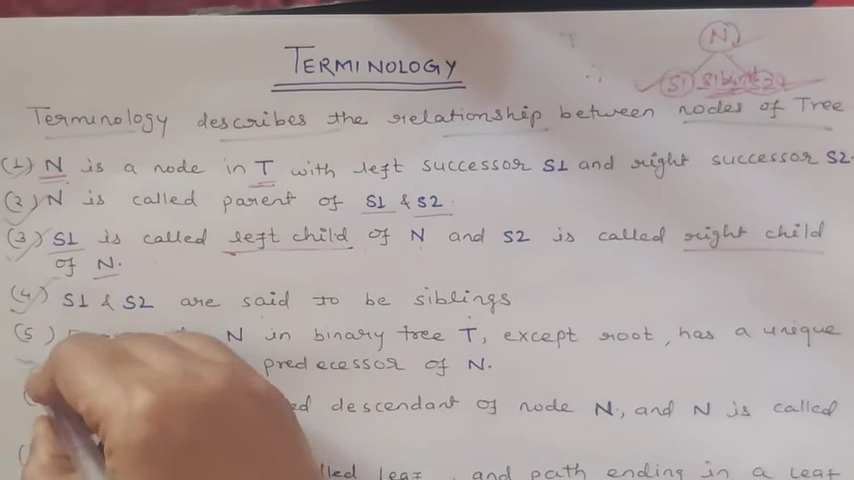 N
S1 Siblings S2
TERMINOLOGY
Terminology describes the relationship between nodes of Tree
(1) N is a node in T with left successor S1 and right successor S2.
(2) N is called parent of S1 & S2
(3) S1 is called left child of N and S2 is called right child
of N.
(4) S1 & S2 are said to be siblings
(5) N in binary tree T, except root, has a unique
predecessor of N.
descendant of node N., and N is called
leaf, and path ending in a leaf